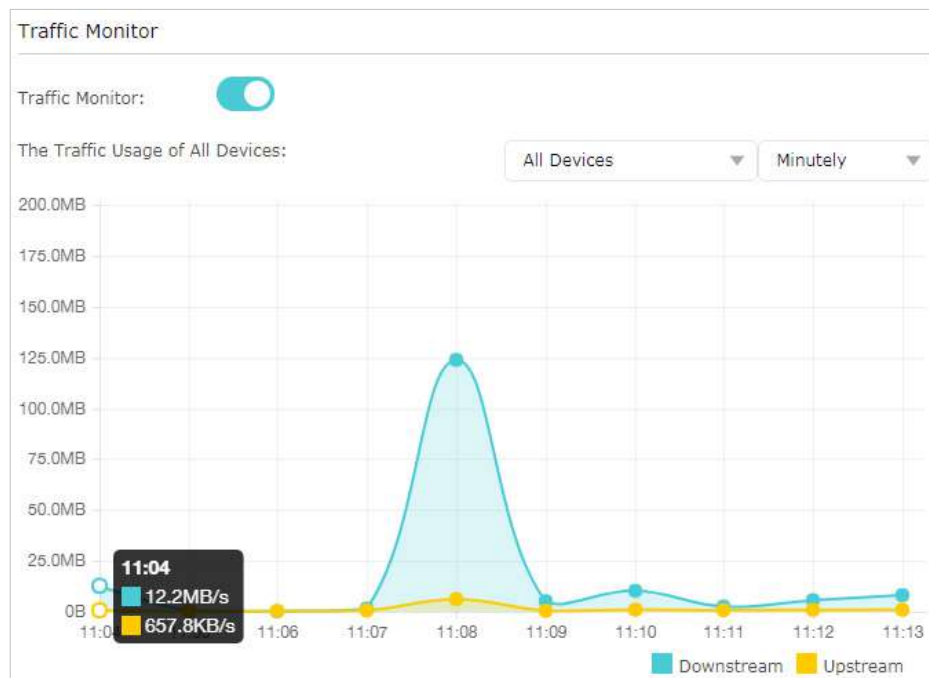 Traffic Monitor
Traffic Monitor:
The Traffic Usage of All Devices:
All Devices
Minutely
200.0MB
175.0MB
150.0MB
125.0MB
100.0MB
75.0MB
50.0MB
25.0MB
0B
11:04
12.2MB/s
657.8KB/s
11:06
11:07
11:08
11:09
11:10
11:11
11:12
11:13
Downstream
Upstream